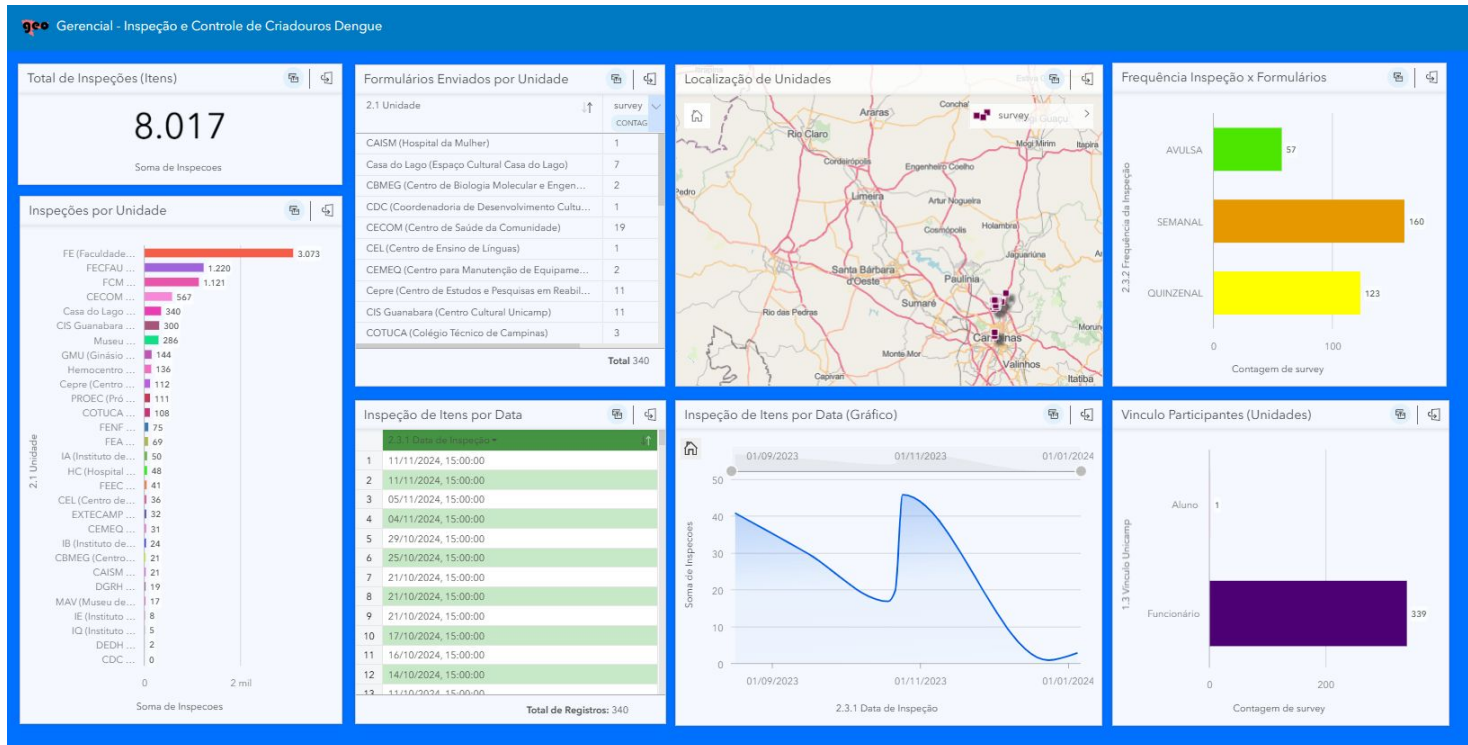 geo Gerencial - Inspeção e Controle de Criadouros Dengue
Total de Inspeções (Itens)
8.017
Soma de Inspecoes
Inspeções por Unidade
2.1 Unidade
FE (Faculdade... 3.073
FECFAU ... 1.220
FCM ... 1.121
CECOM ... 567
Casa do Lago ... 340
CIS Guanabara ... 300
Museu ... 286
GMU (Ginásio ... 144
Hemocentro ... 136
Cepre (Centro ... 112
PROEC (Pró ... 111
COTUCA ... 108
FENF ... 75
FEA ... 69
IA (Instituto de... 50
HC (Hospital ... 48
FEEC ... 41
CEL (Centro de... 36
EXTECAMP ... 32
CEMEQ ... 31
IB (Instituto de... 24
CBMEG (Centro... 21
CAISM ... 21
DGRH ... 19
MAV (Museu de... 17
IE (Instituto ... 8
IQ (Instituto ... 5
DEDH ... 2
CDC ... 0
0 2 mil
Soma de Inspecoes
Formulários Enviados por Unidade
2.1 Unidade survey
CONTAG
CAISM (Hospital da Mulher) 1
Casa do Lago (Espaço Cultural Casa do Lago) 7
CBMEG (Centro de Biologia Molecular e Engen... 2
CDC (Coordenadoria de Desenvolvimento Cultu... 1
CECOM (Centro de Saúde da Comunidade) 19
CEL (Centro de Ensino de Línguas) 1
CEMEQ (Centro para Manutenção de Equipame... 2
Cepre (Centro de Estudos e Pesquisas em Reabil... 11
CIS Guanabara (Centro Cultural Unicamp) 11
COTUCA (Colégio Técnico de Campinas) 3
Total 340
Localização de Unidades
survey
Araras
Concha
Rio Claro
Mogi Mirim
Itapira
Cordeirópolis
Engenheiro Coelho
Pedro
Limeira
Artur Nogueira
Cosmópolis
Holambra
Jaguariúna
Santa Bárbara
d'Oeste
Paulínia
Sumaré
Rio das Pedras
Morun
Monte Mor
Valinhos
Capivari
Itatiba
Frequência Inspeção x Formulários
2.3.2 Frequência da Inspeção
AVULSA 57
SEMANAL 160
QUINZENAL 123
0 100
Contagem de survey
Inspeção de Itens por Data
2.3.1 Data de Inspeção
1 11/11/2024, 15:00:00
2 11/11/2024, 15:00:00
3 05/11/2024, 15:00:00
4 04/11/2024, 15:00:00
5 29/10/2024, 15:00:00
6 25/10/2024, 15:00:00
7 21/10/2024, 15:00:00
8 21/10/2024, 15:00:00
9 21/10/2024, 15:00:00
10 17/10/2024, 15:00:00
11 16/10/2024, 15:00:00
12 14/10/2024, 15:00:00
13 11/10/2024, 15:00:00
Total de Registros: 340
Inspeção de Itens por Data (Gráfico)
01/09/2023 01/11/2023 01/01/2024
Soma de Inspecoes
50
40
30
20
10
0
01/09/2023 01/11/2023 01/01/2024
2.3.1 Data de Inspeção
Vinculo Participantes (Unidades)
1.3 Vínculo Unicamp
Aluno 1
Funcionário 339
0 200
Contagem de survey